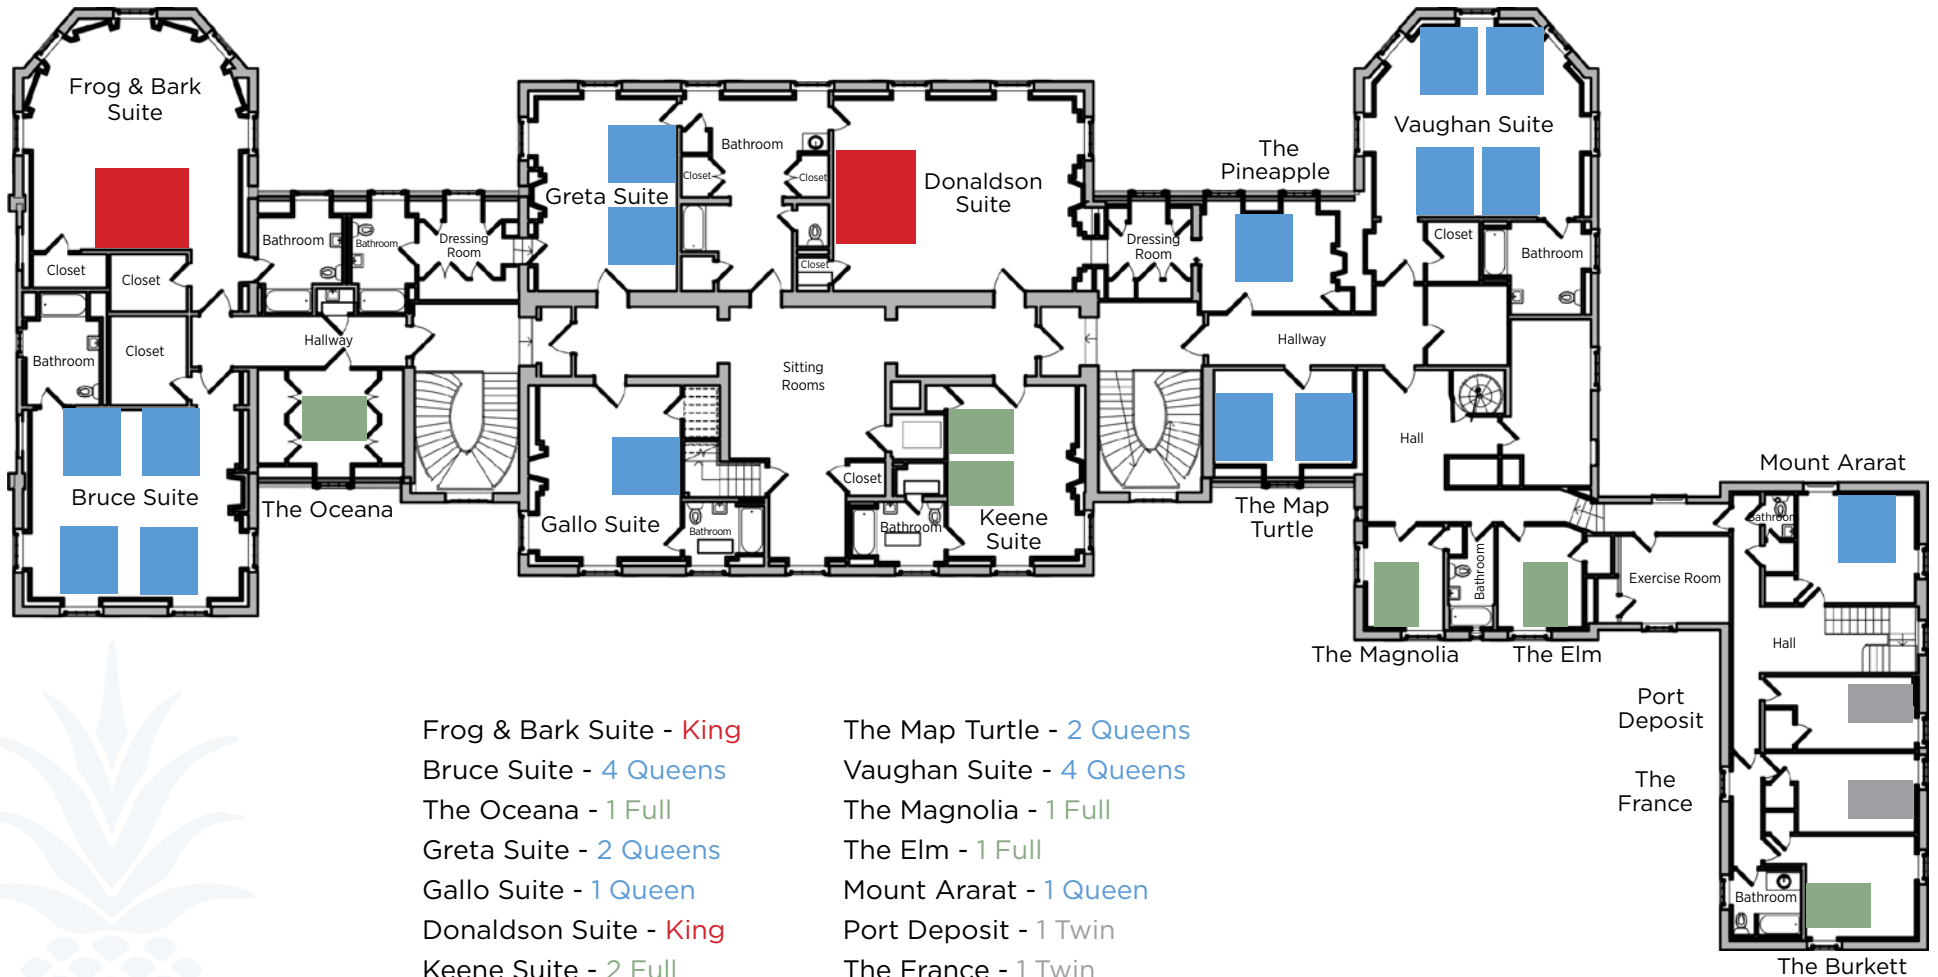 Frog & Bark
Suite
Closet
Closet
Bathroom
Closet
Bruce Suite
Bathroom
Bathroom
Dressing
Room
Hallway
The Oceana
Greta Suite
Closet
Bathroom
Closet
Closet
Donaldson
Suite
Sitting
Rooms
Gallo Suite
Bathroom
Closet
Bathroom
Keene
Suite
Dressing
Room
The
Pineapple
Hallway
The Map
Turtle
Vaughan Suite
Closet
Bathroom
Hall
The Magnolia
Bathroom
The Elm
Exercise Room
Mount Ararat
Bathroom
Hall
Port
Deposit
The
France
Bathroom
The Burkett
Frog & Bark Suite - King
Bruce Suite - 4 Queens
The Oceana - 1 Full
Greta Suite - 2 Queens
Gallo Suite - 1 Queen
Donaldson Suite - King
Keene Suite - 2 Full
The Map Turtle - 2 Queens
Vaughan Suite - 4 Queens
The Magnolia - 1 Full
The Elm - 1 Full
Mount Ararat - 1 Queen
Port Deposit - 1 Twin
The France - 1 Twin